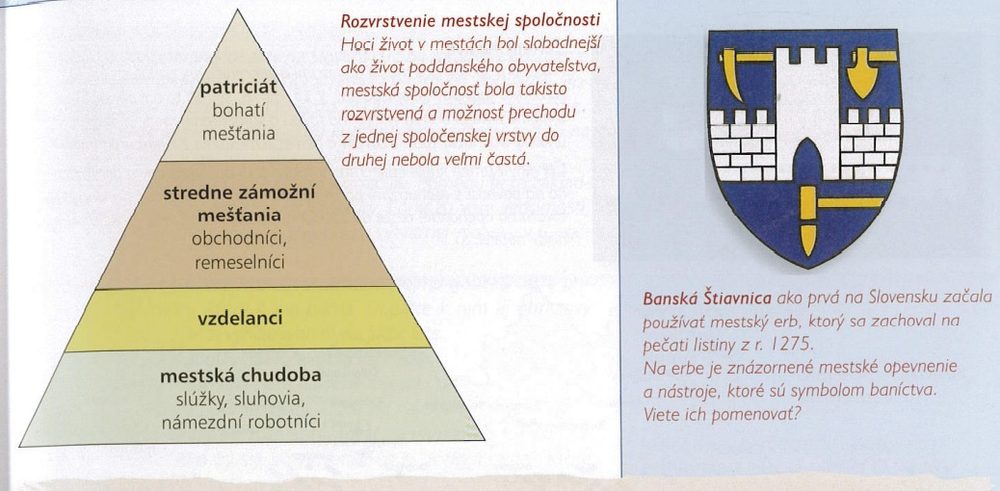 patriciát
bohatí
mešťania
stredne zámožní
mešťania
obchodníci,
remeselníci
vzdelanci
mestská chudoba
slúžky, sluhovia,
námezdní robotníci
Rozvrstvenie mestskej spoločnosti
Hoci život v mestách bol slobodnejší
ako život poddanského obyvateľstva,
mestská spoločnosť bola takisto
rozvrstvená a možnosť prechodu
z jednej spoločenskej vrstvy do
druhej nebola veľmi častá.
Banská Štiavnica ako prvá na Slovensku začala
používať mestský erb, ktorý sa zachoval na
pečati listiny z r. 1275.
Na erbe je znázornené mestské opevnenie
a nástroje, ktoré sú symbolom baníctva.
Viete ich pomenovať?